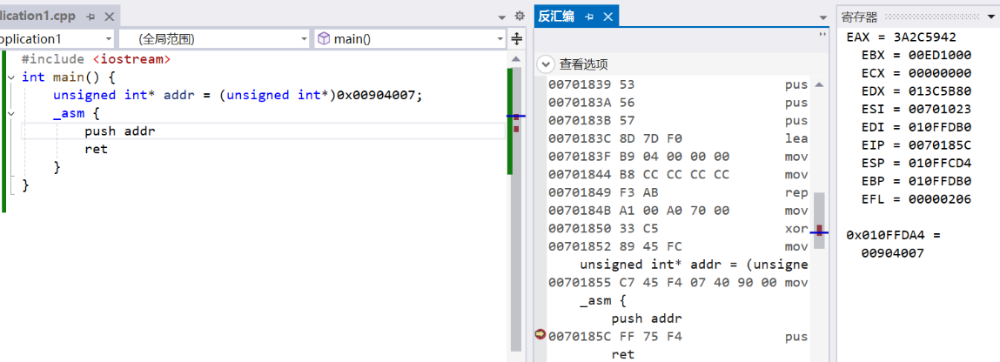 lication1.cpp
pplication1
(全局范围)
main()
#include <iostream>
int main() {
unsigned int* addr = (unsigned int*)0x00904007;
_asm {
push addr
ret
}
}
反汇编
查看选项
00701839 53 pus
0070183A 56 pus
0070183B 57 pus
0070183C 8D 7D F0 lea
0070183F B9 04 00 00 00 mov
00701844 B8 CC CC CC CC mov
00701849 F3 AB rep
0070184B A1 00 A0 70 00 mov
00701850 33 C5 xor
00701852 89 45 FC mov
unsigned int* addr = (unsigne
00701855 C7 45 F4 07 40 90 00 mov
_asm {
push addr
0070185C FF 75 F4 pus
ret
寄存器
EAX = 3A2C5942
EBX = 00ED1000
ECX = 00000000
EDX = 013C5B80
ESI = 00701023
EDI = 010FFDB0
EIP = 0070185C
ESP = 010FFCD4
EBP = 010FFDB0
EFL = 00000206
0x010FFDA4 =
00904007